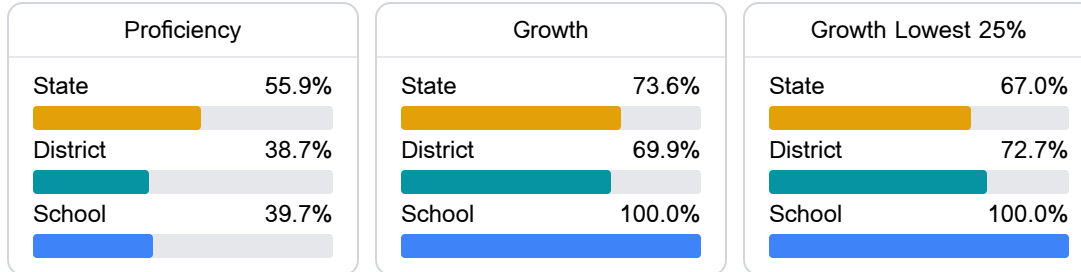 Proficiency
State 55.9%
District 38.7%
School 39.7%
Growth
State 73.6%
District 69.9%
School 100.0%
Growth Lowest 25%
State 67.0%
District 72.7%
School 100.0%